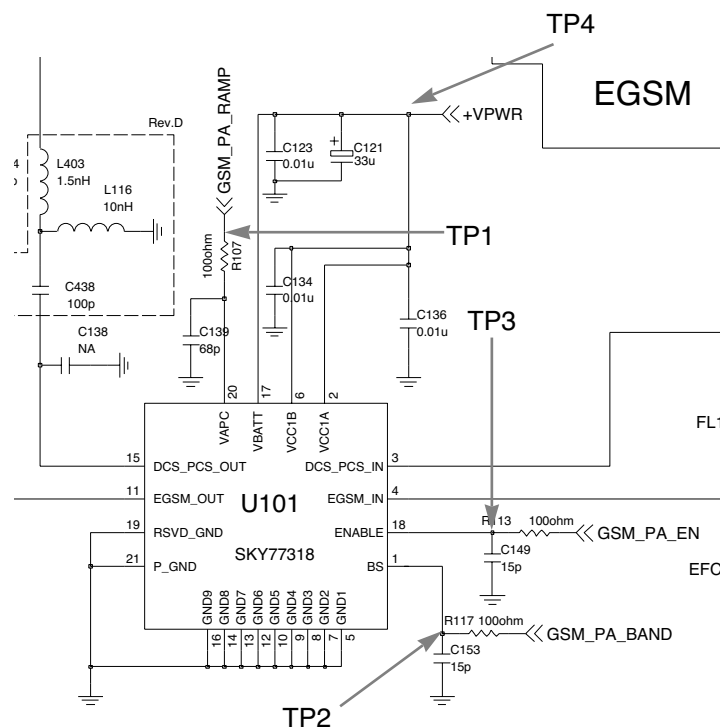 TP4
EGSM
GSM_PA_RAMP
+VPWR
Rev.D
L403
1.5nH
L116
10nH
C123
0.01u
+
C121
33u
TP1
100ohm
R107
C438
100p
C134
0.01u
C136
0.01u
TP3
C138
NA
C139
68p
20
17
6
2
VAPC
VBATT
VCC1B
VCC1A
FL1
15
DCS_PCS_OUT
DCS_PCS_IN
3
11
EGSM_OUT
EGSM_IN
4
U101
19
RSVD_GND
ENABLE
18
100ohm
GSM_PA_EN
SKY77318
C149
15p
21
P_GND
BS
1
EFC
GND9
GND8
GND7
GND6
GND5
GND4
GND3
GND2
GND1
16
14
13
12
10
9
8
7
5
R117 100ohm
GSM_PA_BAND
C153
15p
TP2